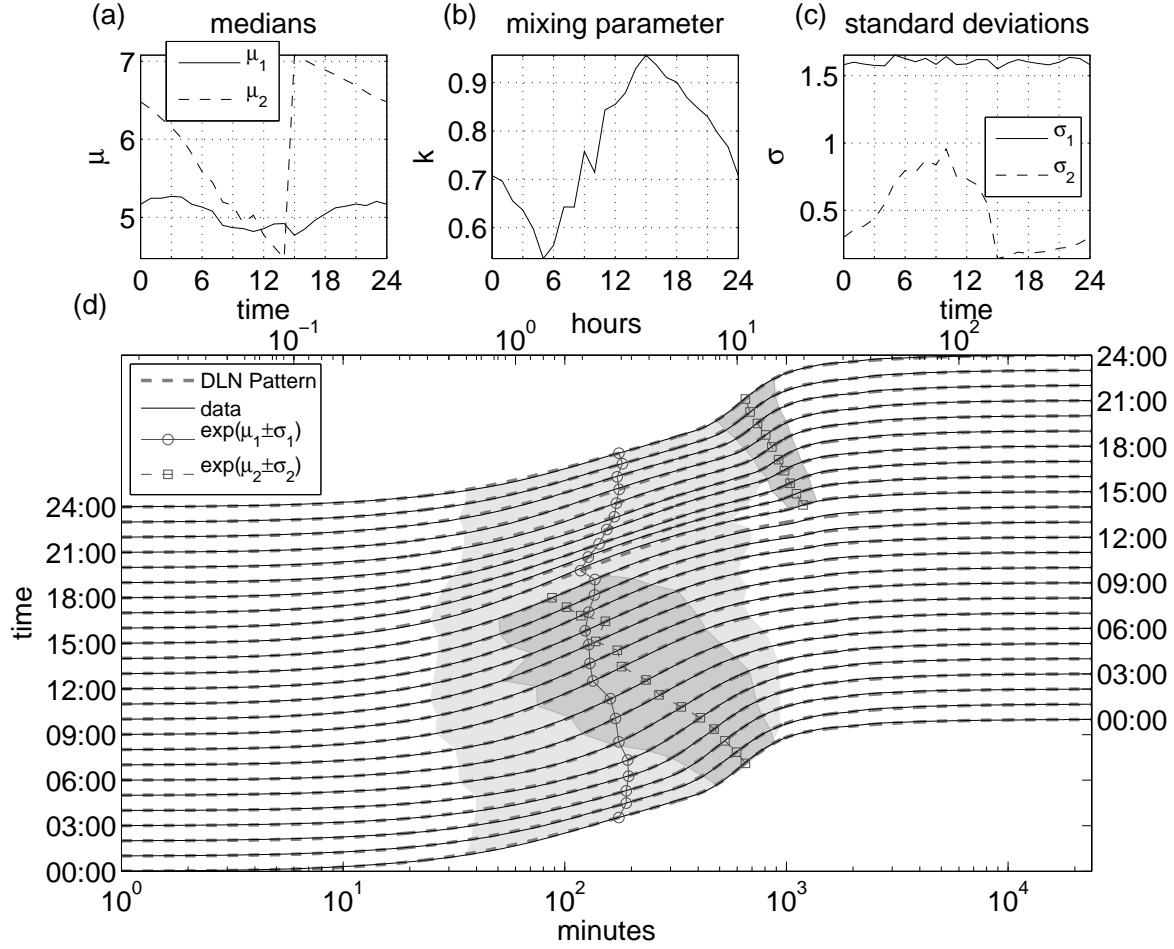 (a) medians
μ₁
μ₂
μ
7
6
5
0 6 12 18 24
time
(b) mixing parameter
k
0.9
0.8
0.7
0.6
0 6 12 18 24
(c) standard deviations
σ
1.5
1
0.5
σ₁
σ₂
0 6 12 18 24
time
(d)
hours
10⁻¹ 10⁰ 10¹ 10²
DLN Pattern
data
exp(μ₁±σ₁)
exp(μ₂±σ₂)
time
24:00
21:00
18:00
15:00
12:00
09:00
06:00
03:00
00:00
24:00
21:00
18:00
15:00
12:00
09:00
06:00
03:00
00:00
10⁰ 10¹ 10² 10³ 10⁴
minutes